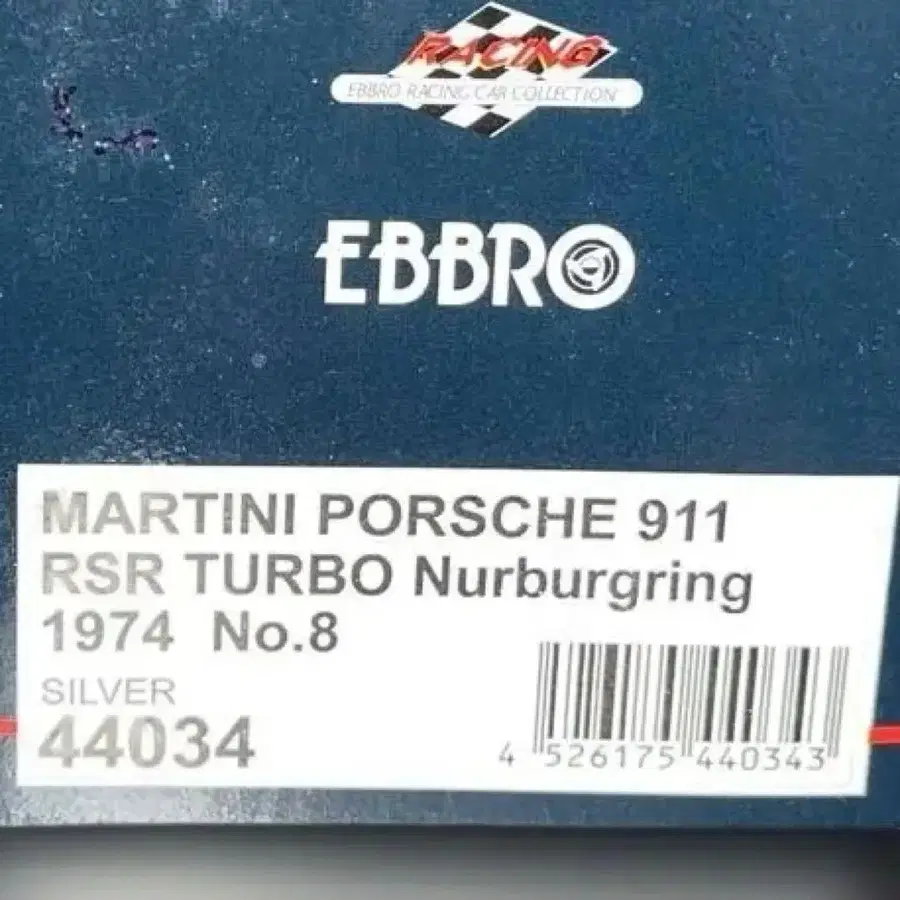 RACING
EBBRO RACING CAR COLLECTION
EBBRO
MARTINI PORSCHE 911
RSR TURBO Nurburgring
1974 No.8
SILVER
44034
4 526175 440343